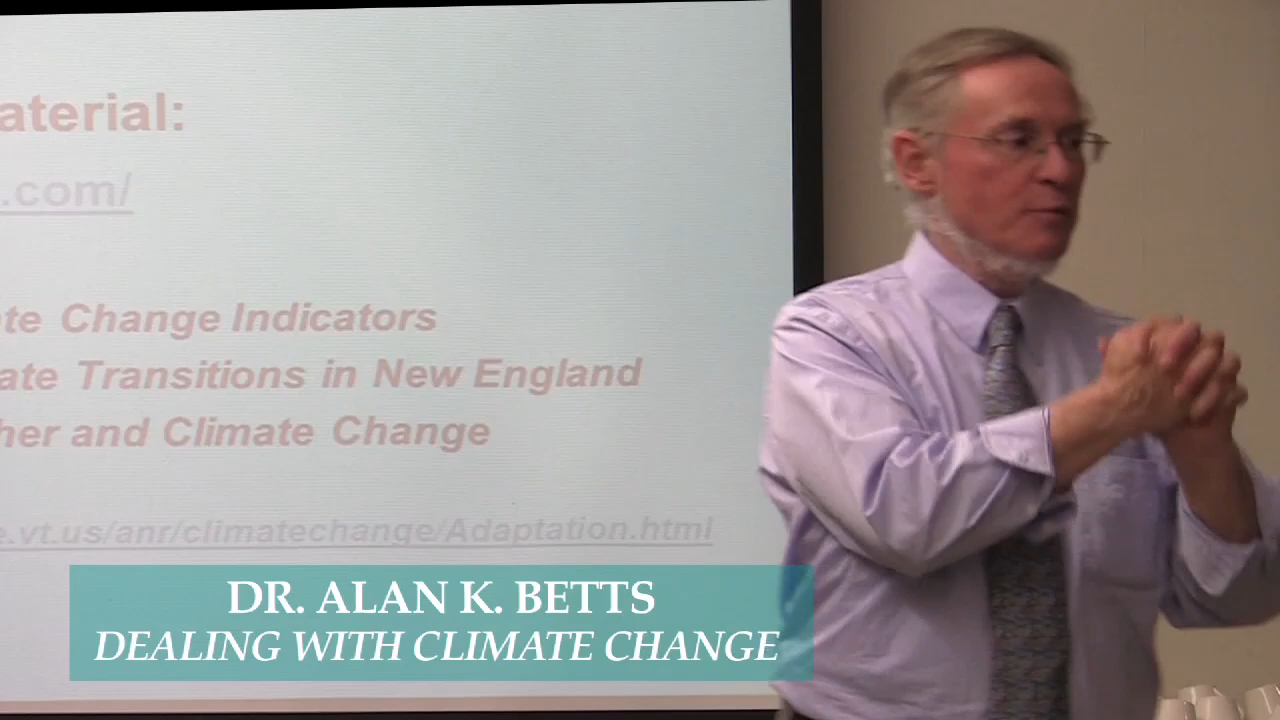 aterial:
.com/
te Change Indicators
ate Transitions in New England
her and Climate Change
e.vt.us/anr/climatechange/Adaptation.html
DR. ALAN K. BETTS
DEALING WITH CLIMATE CHANGE